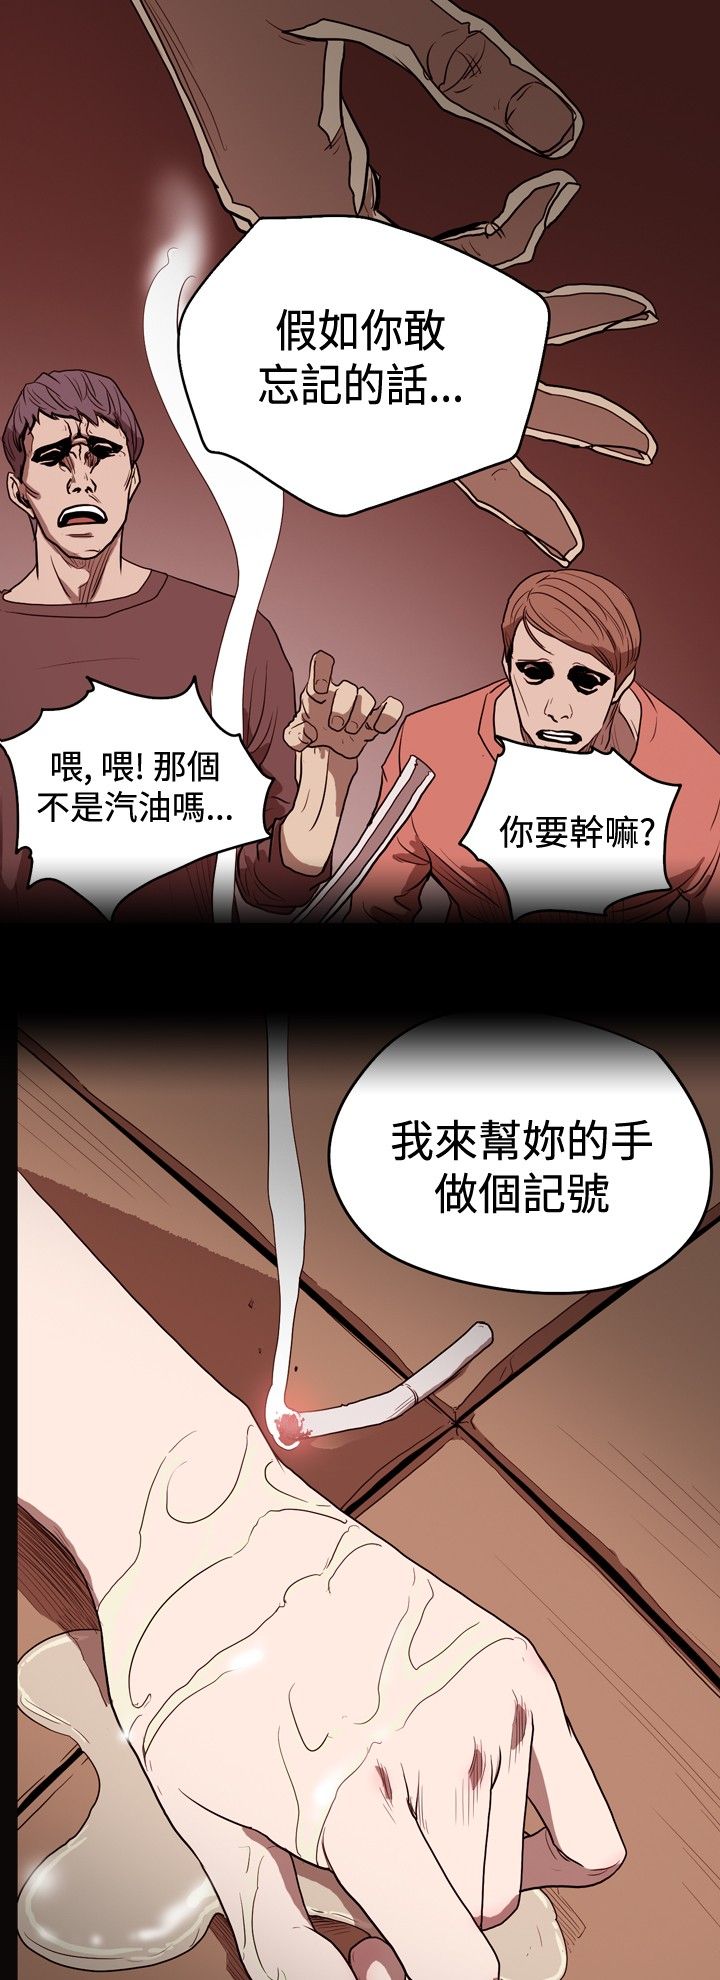 假如你敢
忘記的話...
喂, 喂! 那個
不是汽油嗎...
你要幹嘛?
我來幫妳的手
做個記號